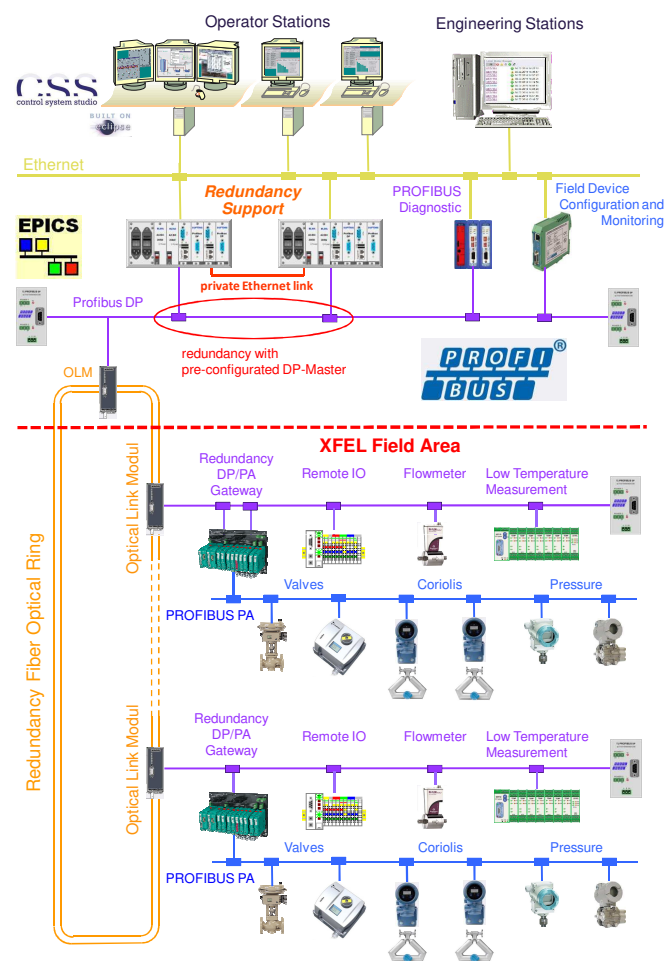 Operator Stations
Engineering Stations
CSS
control system studio
BUILT ON
eclipse
Ethernet
Redundancy
Support
PROFIBUS
Diagnostic
Field Device
Configuration and
Monitoring
EPICS
private Ethernet link
Profibus DP
redundancy with
pre-configurated DP-Master
PROFI
BUS
®
OLM
XFEL Field Area
Redundancy Fiber Optical Ring
Optical Link Modul
Redundancy
DP/PA
Gateway
Remote IO
Flowmeter
Low Temperature
Measurement
PROFIBUS PA
Valves
Coriolis
Pressure
Optical Link Modul
Redundancy
DP/PA
Gateway
Remote IO
Flowmeter
Low Temperature
Measurement
PROFIBUS PA
Valves
Coriolis
Pressure